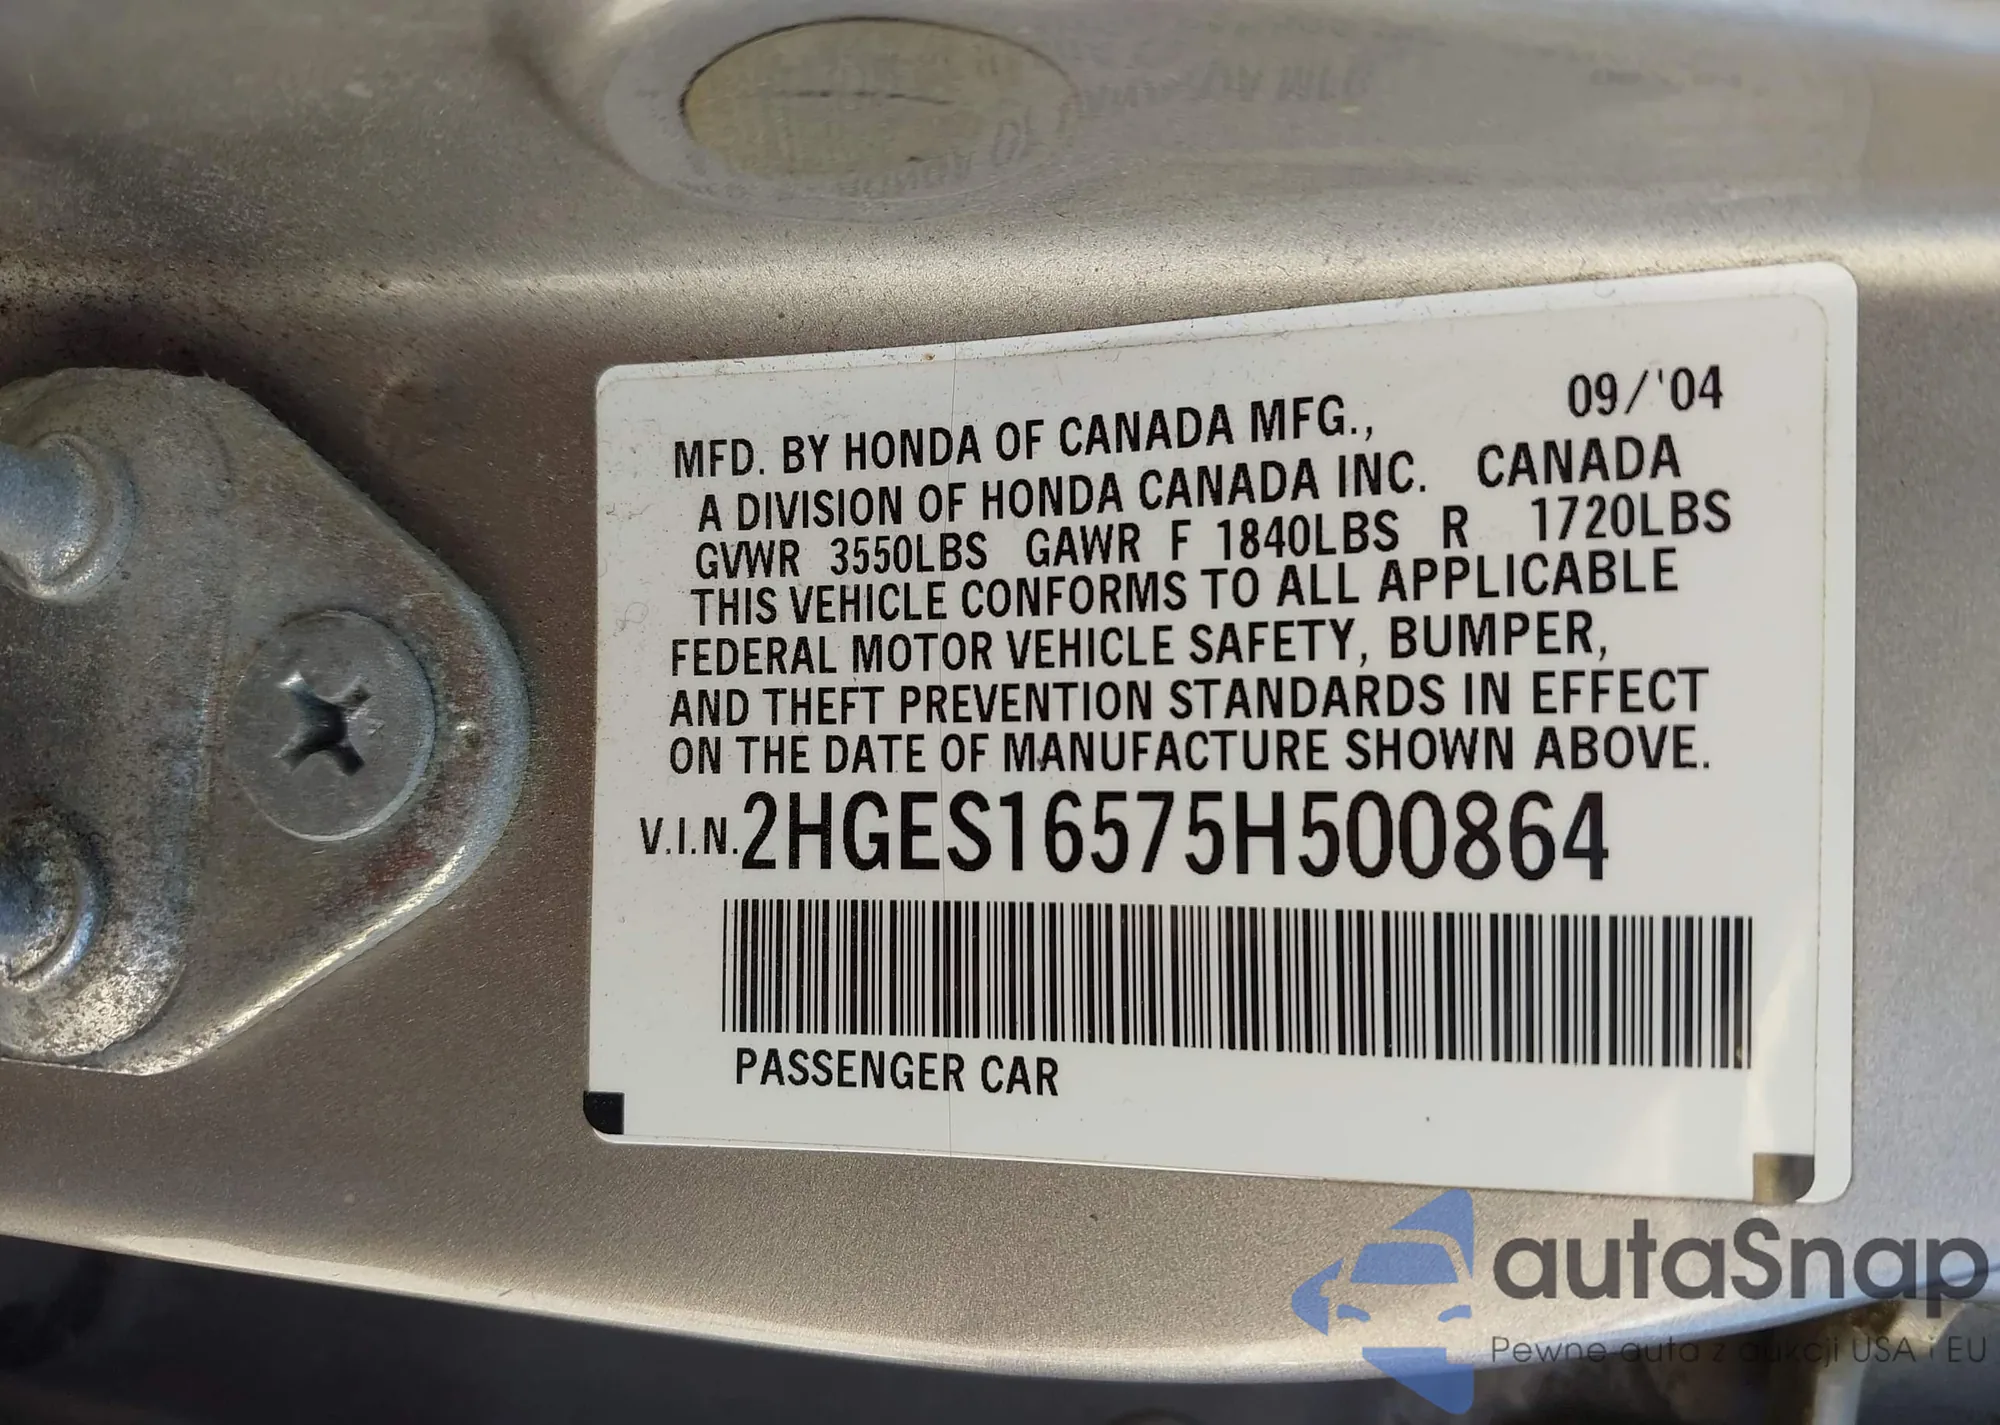 09/'04
MFD. BY HONDA OF CANADA MFG.,
A DIVISION OF HONDA CANADA INC. CANADA
GVWR 3550LBS GAWR F 1840LBS R 1720LBS
THIS VEHICLE CONFORMS TO ALL APPLICABLE
FEDERAL MOTOR VEHICLE SAFETY, BUMPER,
AND THEFT PREVENTION STANDARDS IN EFFECT
ON THE DATE OF MANUFACTURE SHOWN ABOVE.
V.I.N.2HGES16575H500864
PASSENGER CAR
autaSnap
Pewne auta z aukcji USA i EU